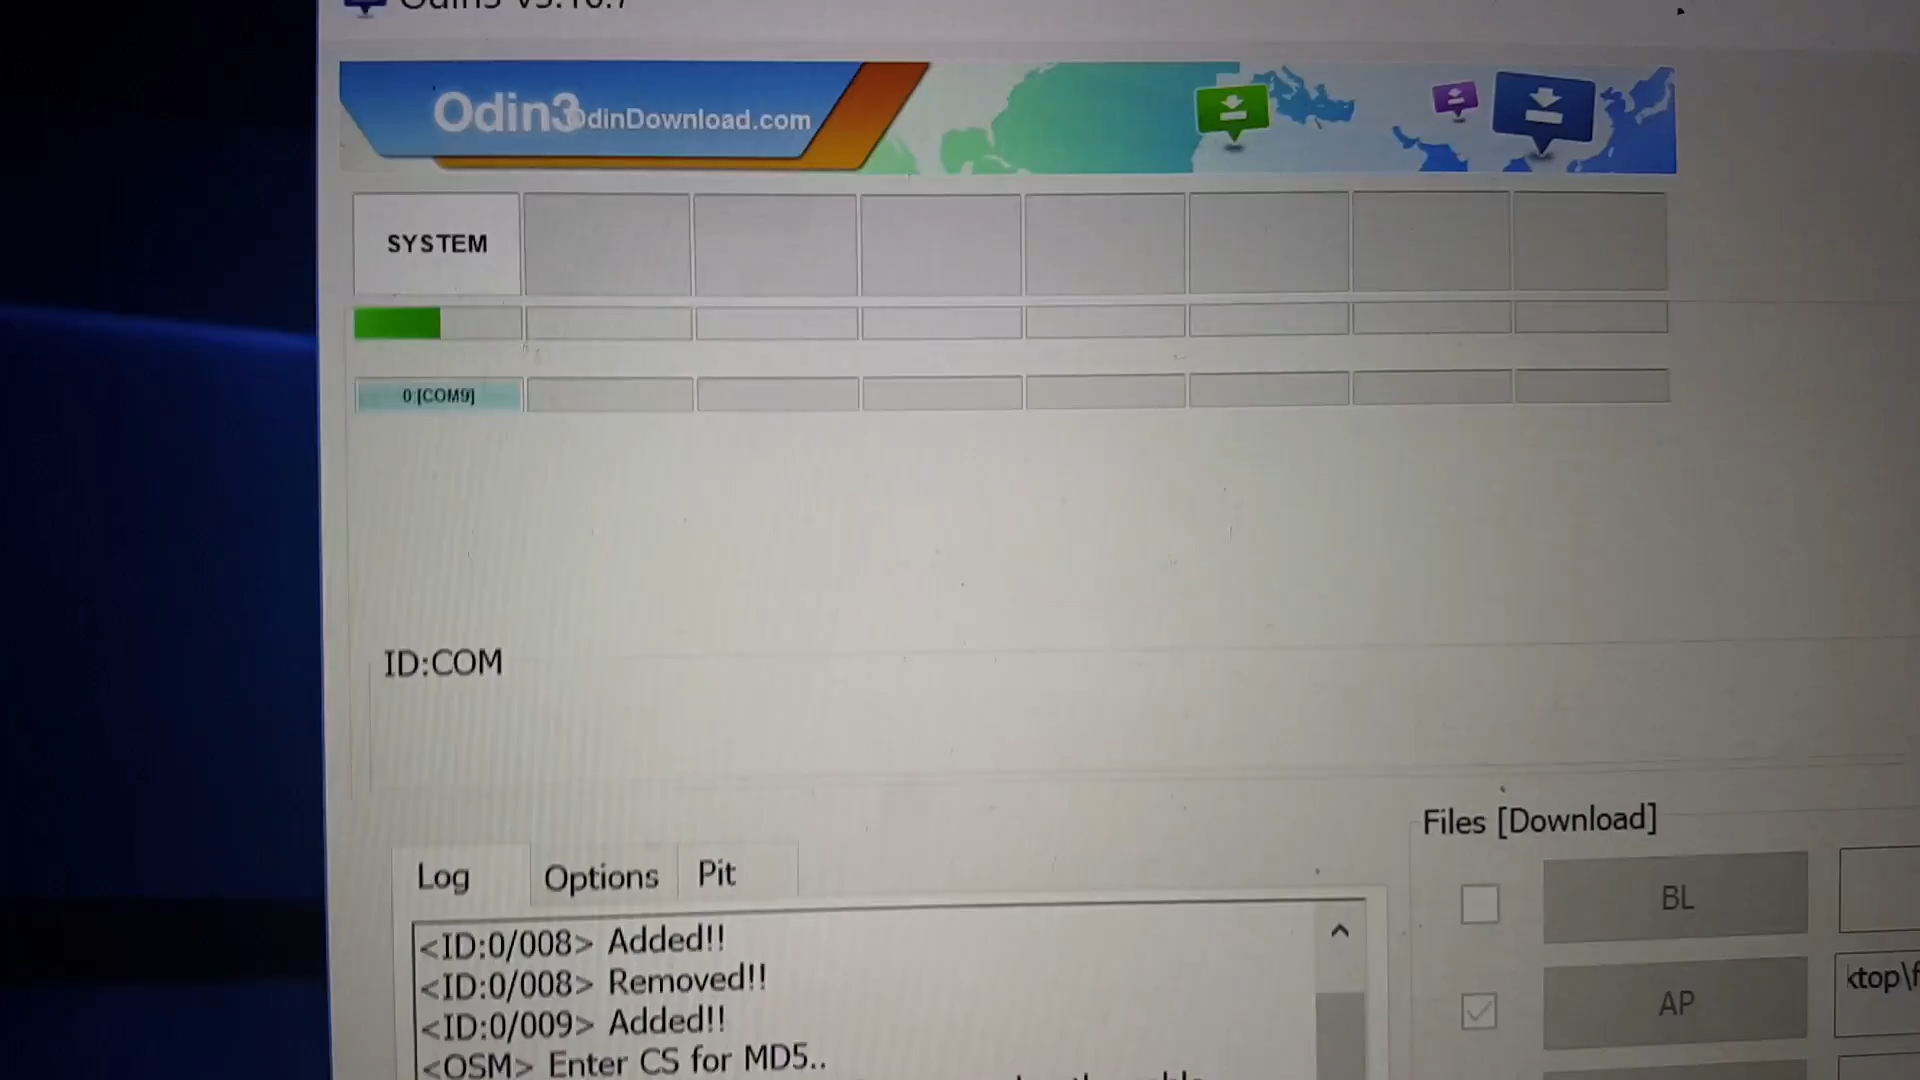 Odin3
OdinDownload.com
SYSTEM
0:[COM9]
ID:COM
Files [Download]
Log
Options
Pit
BL
<ID:0/008> Added!!
<ID:0/008> Removed!!
AP
<ID:0/009> Added!!
<OSM> Enter CS for MD5..